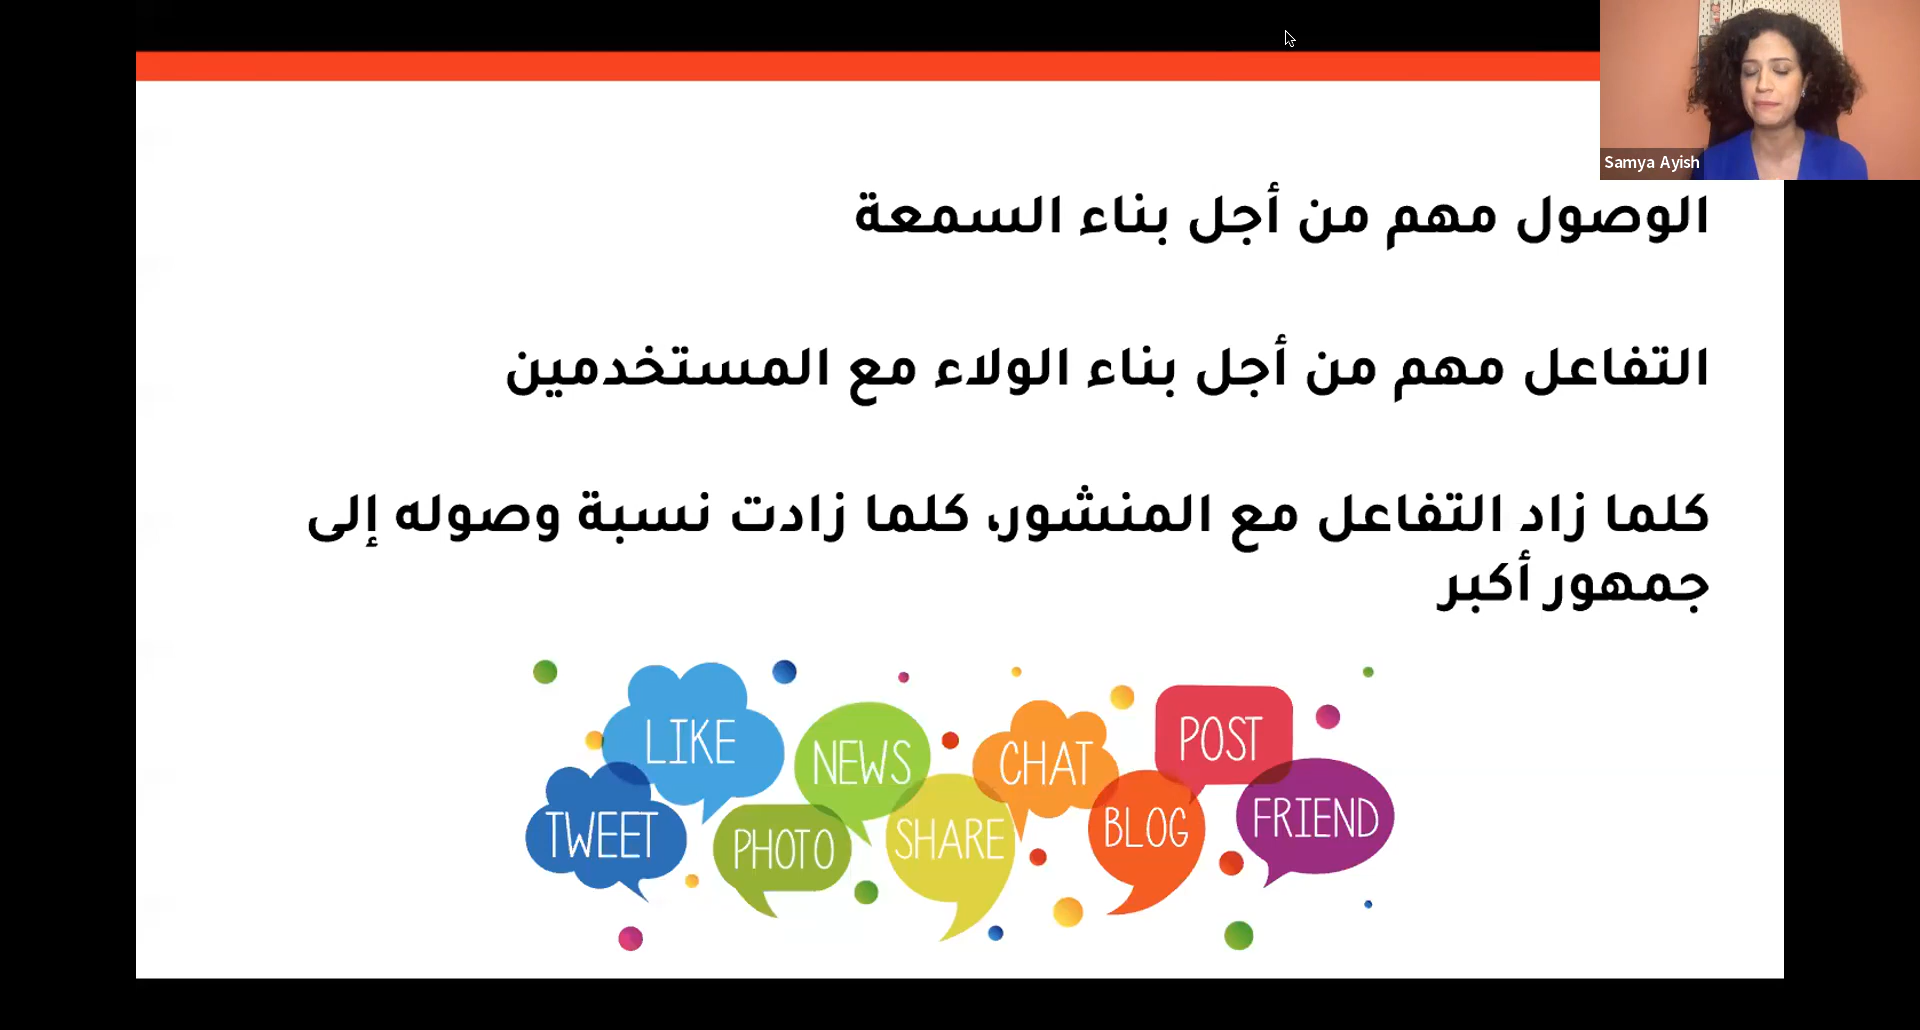 Samya Ayish
الوصول مهم من أجل بناء السمعة
التفاعل مهم من أجل بناء الولاء مع المستخدمين
كلما زاد التفاعل مع المنشور، كلما زادت نسبة وصوله إلى
جمهور أكبر
LIKE
NEWS
CHAT
POST
TWEET
PHOTO
SHARE
BLOG
FRIEND